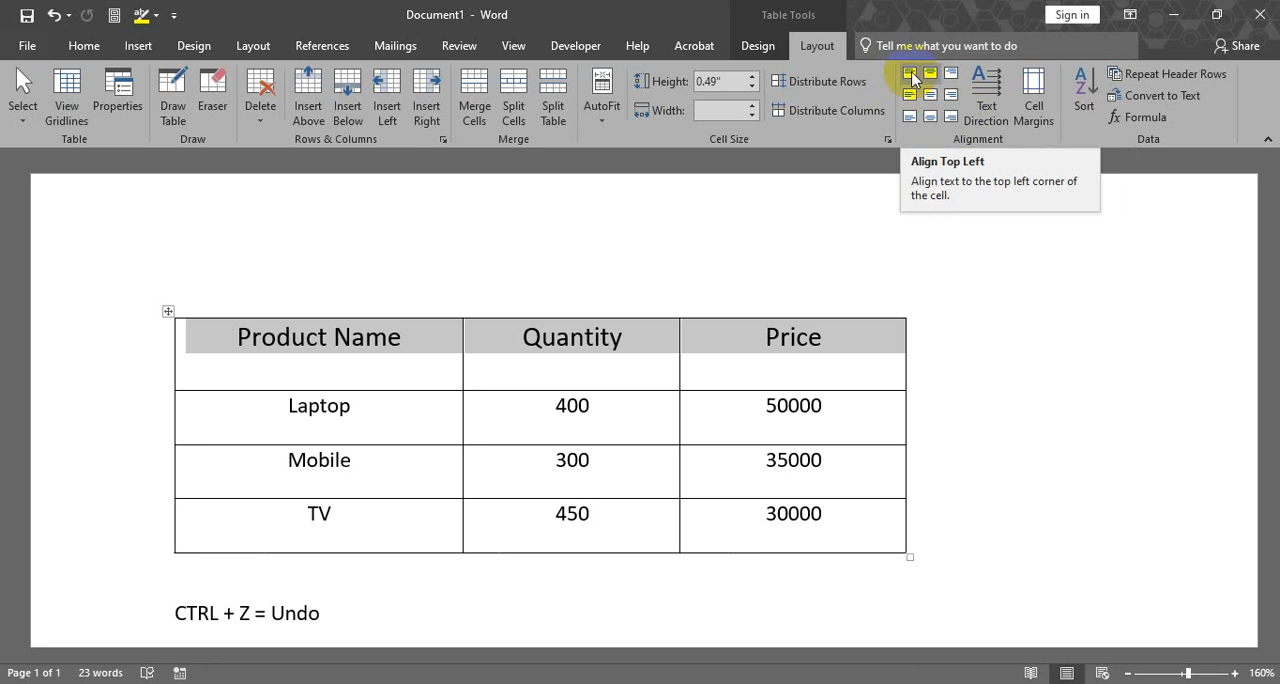 Document1 - Word
Table Tools
Sign in
File Home Insert Design Layout References Mailings Review View Developer Help Acrobat Design Layout Tell me what you want to do Share
Select
View
Gridlines
Properties
Table
Draw
Table
Eraser
Draw
Delete
Insert
Above
Insert
Below
Insert
Left
Insert
Right
Rows & Columns
Merge
Cells
Split
Cells
Split
Table
Merge
AutoFit
Height: 0.49"
Width:
Distribute Rows
Distribute Columns
Cell Size
Text
Direction
Cell
Margins
Alignment
Sort
Repeat Header Rows
Convert to Text
fx Formula
Data
Align Top Left
Align text to the top left corner of
the cell.
Product Name Quantity Price
Laptop 400 50000
Mobile 300 35000
TV 450 30000
CTRL + Z = Undo
Page 1 of 1 23 words 160%